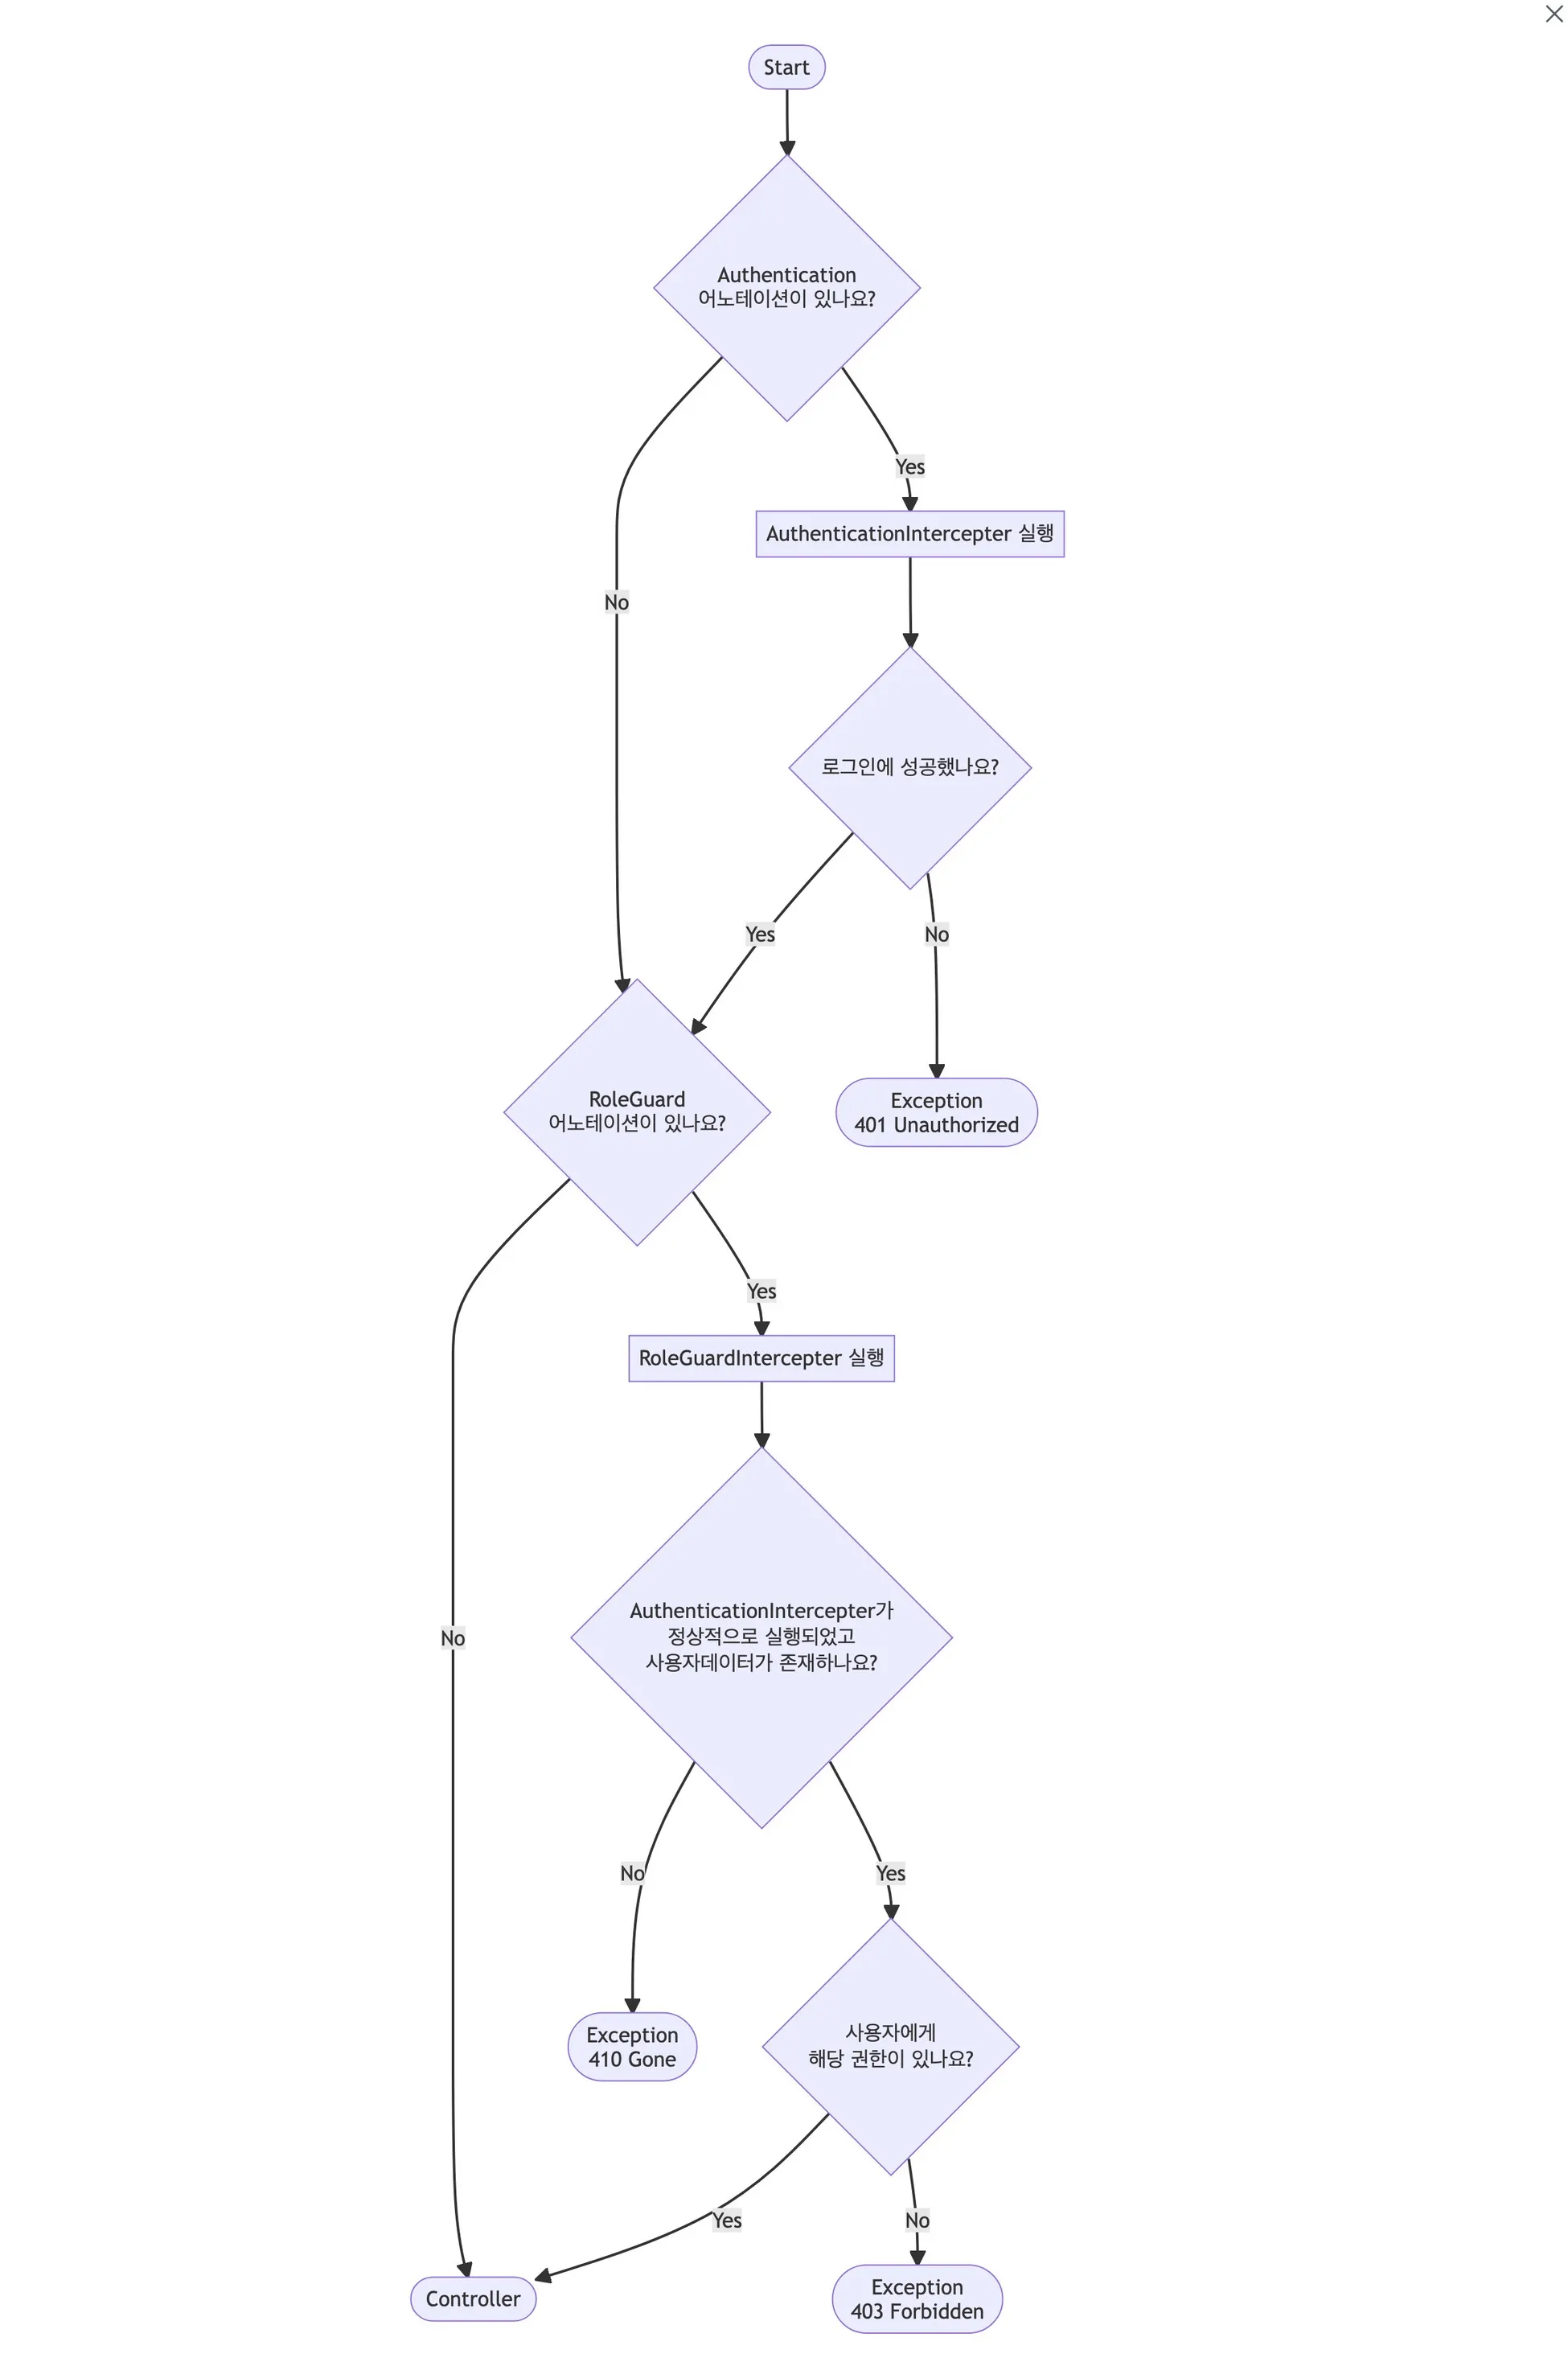 Start
Authentication
어노테이션이 있나요?
Yes
AuthenticationIntercepter 실행
No
로그인에 성공했나요?
Yes
No
RoleGuard
어노테이션이 있나요?
Exception
401 Unauthorized
Yes
RoleGuardIntercepter 실행
AuthenticationIntercepter가
정상적으로 실행되었고
사용자데이터가 존재하나요?
No
No
Yes
Exception
410 Gone
사용자에게
해당 권한이 있나요?
Yes
No
Controller
Exception
403 Forbidden